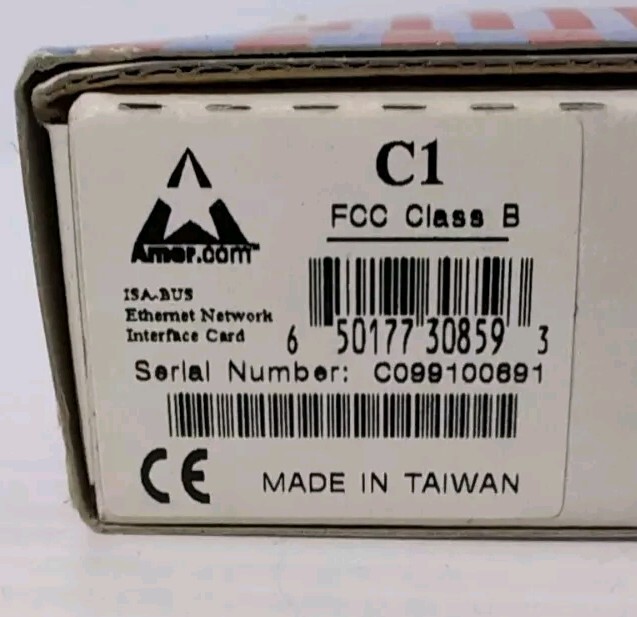 C1
FCC Class B
Amer.com™
ISA-BUS
Ethernet Network
Interface Card
6 50177 30859 3
Serial Number: C099100691
CE
MADE IN TAIWAN